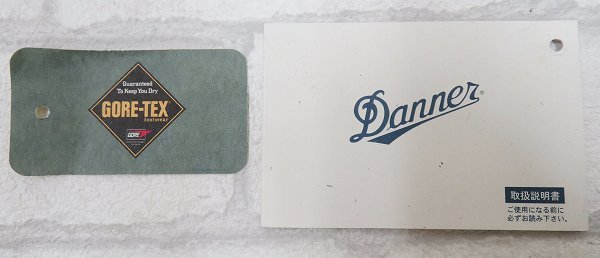 Guaranteed
To Keep You Dry
GORE-TEX®
footwear
GORE
Danner®
取扱説明書
ご使用になる前に
必ずお読み下さい。